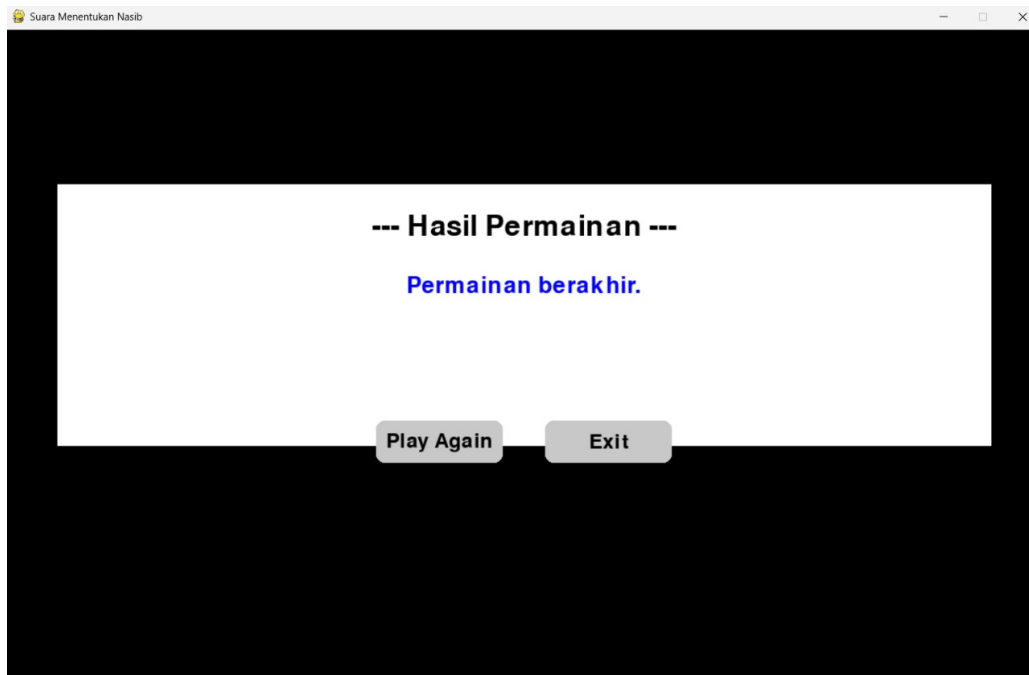 Suara Menentukan Nasib
--- Hasil Permainan ---
Permainan berakhir.
Play Again
Exit